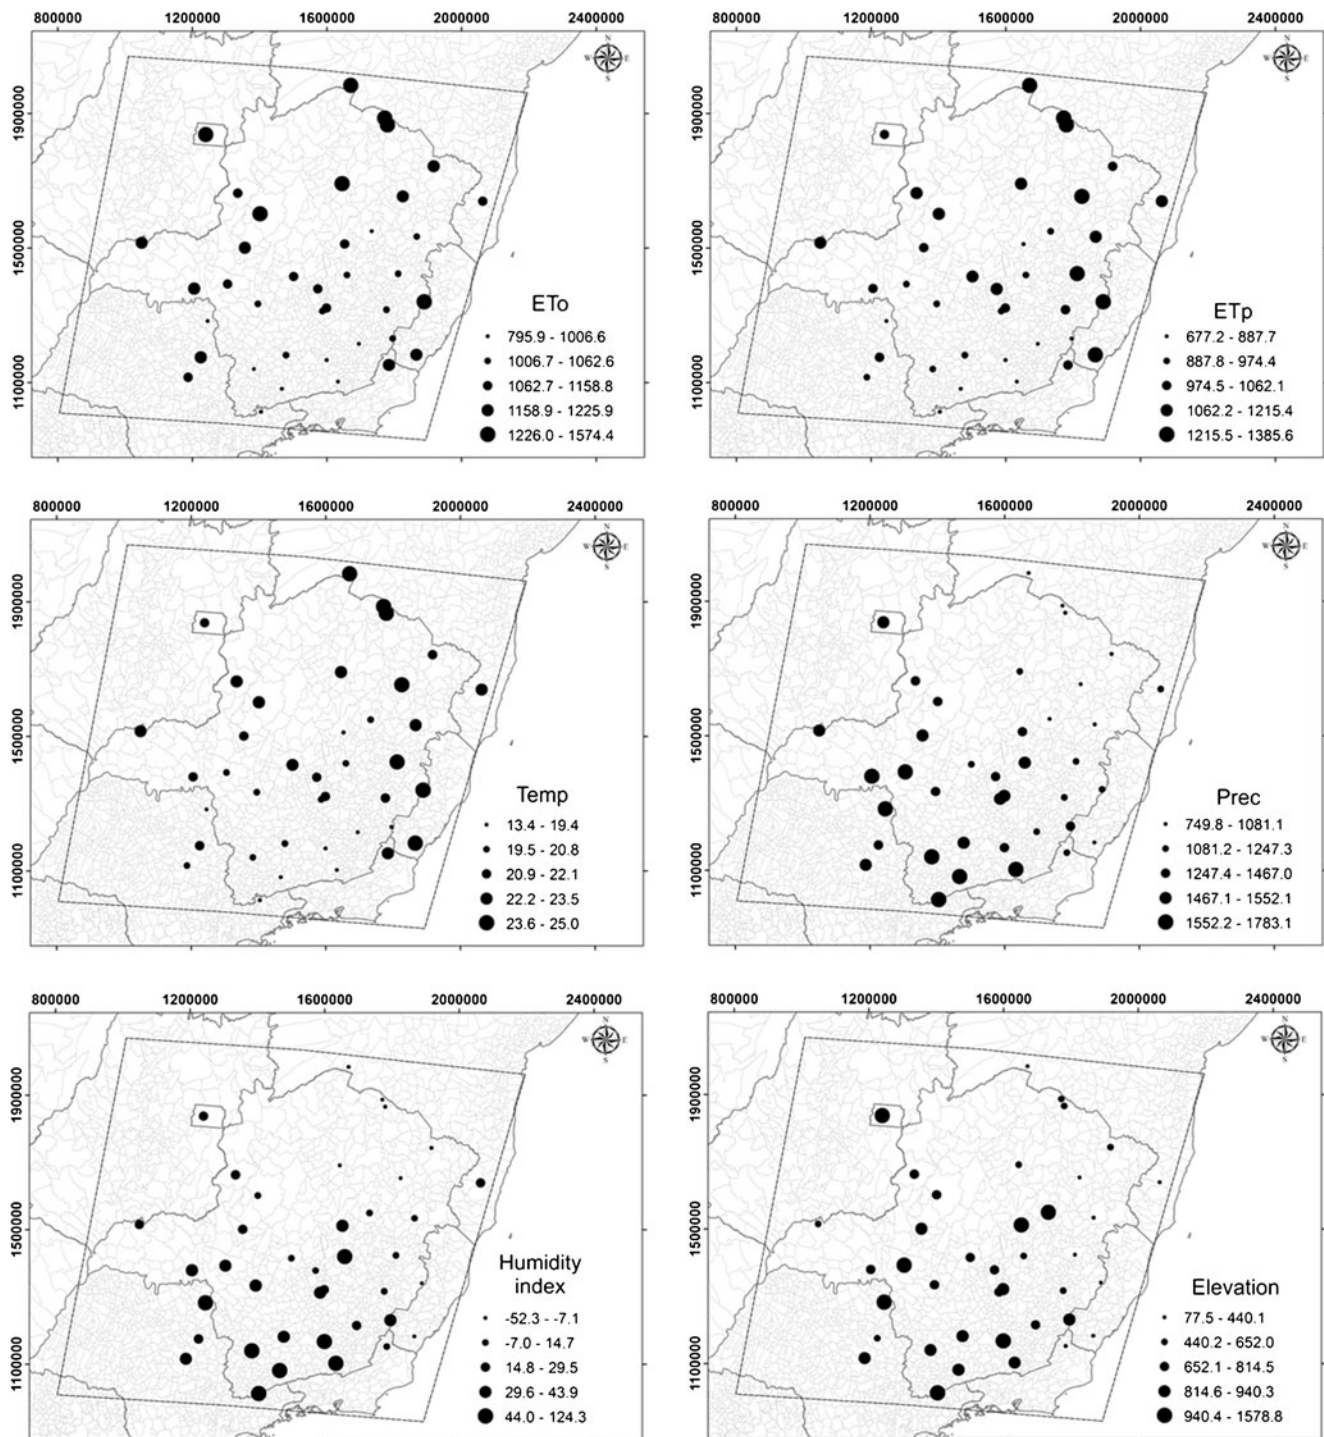 800000 1200000 1600000 2000000 2400000
800000 1200000 1600000 2000000 2400000
N
W E
S
N
W E
S
1900000
1500000
1100000
1900000
1500000
1100000
ETo
795.9 - 1006.6
1006.7 - 1062.6
1062.7 - 1158.8
1158.9 - 1225.9
1226.0 - 1574.4
ETp
677.2 - 887.7
887.8 - 974.4
974.5 - 1062.1
1062.2 - 1215.4
1215.5 - 1385.6
800000 1200000 1600000 2000000 2400000
800000 1200000 1600000 2000000 2400000
N
W E
S
N
W E
S
1900000
1500000
1100000
1900000
1500000
1100000
Temp
13.4 - 19.4
19.5 - 20.8
20.9 - 22.1
22.2 - 23.5
23.6 - 25.0
Prec
749.8 - 1081.1
1081.2 - 1247.3
1247.4 - 1467.0
1467.1 - 1552.1
1552.2 - 1783.1
800000 1200000 1600000 2000000 2400000
800000 1200000 1600000 2000000 2400000
N
W E
S
N
W E
S
1900000
1500000
1100000
1900000
1500000
1100000
Humidity
index
-52.3 - -7.1
-7.0 - 14.7
14.8 - 29.5
29.6 - 43.9
44.0 - 124.3
Elevation
77.5 - 440.1
440.2 - 652.0
652.1 - 814.5
814.6 - 940.3
940.4 - 1578.8